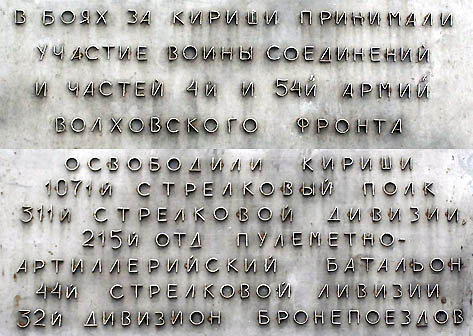 В БОЯХ ЗА КИРИШИ ПРИНИМАЛИ
УЧАСТИЕ ВОИНЫ СОЕДИНЕНИЙ
И ЧАСТЕЙ 4й И 54й АРМИЙ
ВОЛХОВСКОГО ФРОНТА
ОСВОБОДИЛИ КИРИШИ
1071й СТРЕЛКОВЫЙ ПОЛК
311й СТРЕЛКОВОЙ ДИВИЗИИ,
215й ОТД ПУЛЕМЕТНО-
АРТИЛЛЕРИЙСКИЙ БАТАЛЬОН
44й СТРЕЛКОВОЙ ДИВИЗИИ
32й ДИВИЗИОН БРОНЕПОЕЗДОВ